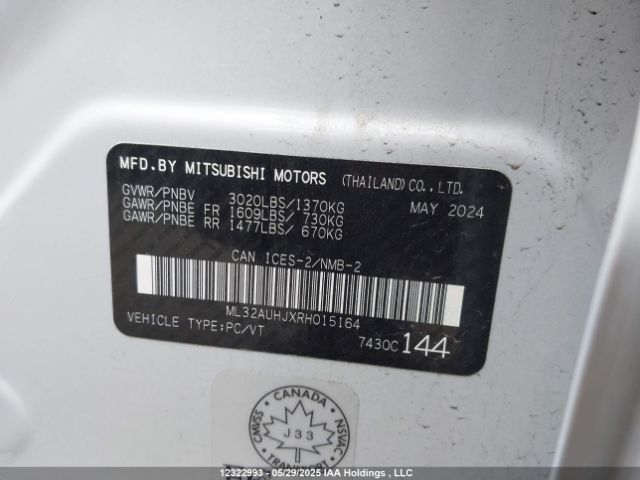 MFD.BY MITSUBISHI MOTORS (THAILAND) CO., LTD.
GVWR/PNBV 3020LBS/1370KG MAY 2024
GAWR/PNBE FR 1609LBS/ 730KG
GAWR/PNBE RR 1477LBS/ 670KG
CAN ICES-2/NMB-2
ML32AUHJXRH015164
VEHICLE TYPE:PC/VT 7430C 144
CANADA
CMVSS J33 NSVAC
TRANSPORT
12322993 - 05/29/2025 IAA Holdings, LLC